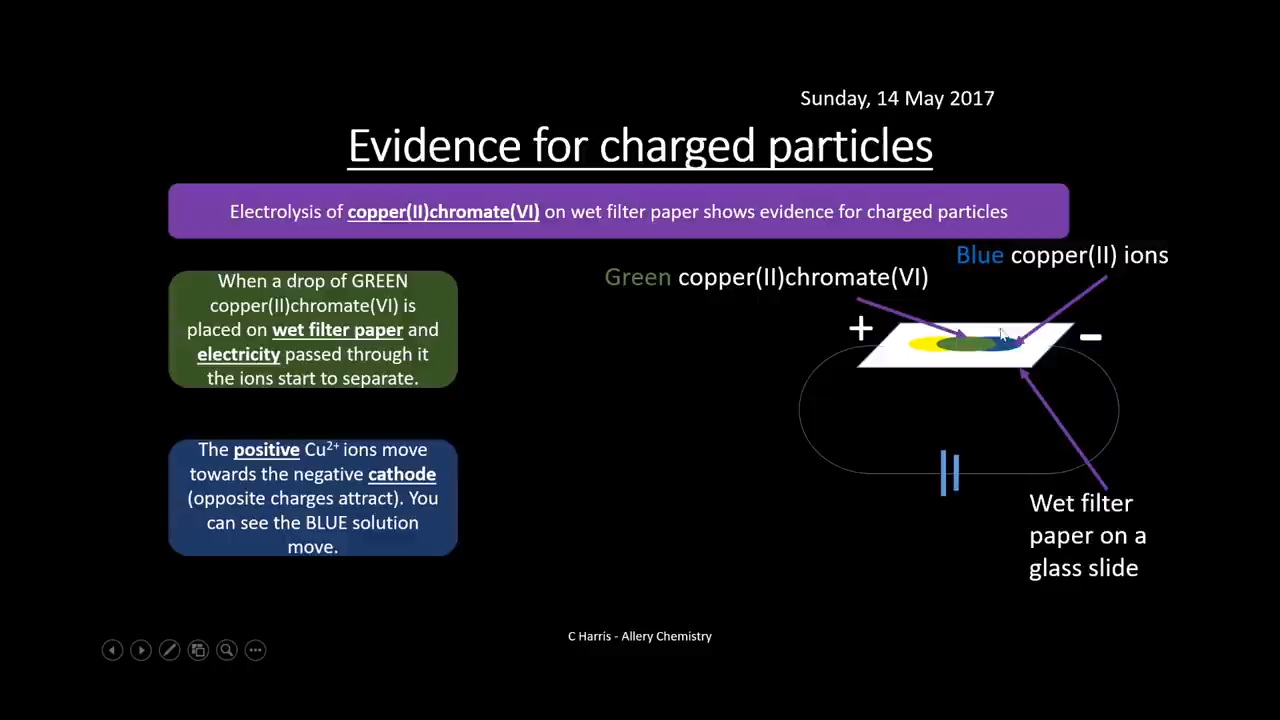 Sunday, 14 May 2017
Evidence for charged particles
Electrolysis of copper(II)chromate(VI) on wet filter paper shows evidence for charged particles
When a drop of GREEN
copper(II)chromate(VI) is
placed on wet filter paper and
electricity passed through it
the ions start to separate.
The positive Cu²⁺ ions move
towards the negative cathode
(opposite charges attract). You
can see the BLUE solution
move.
Green copper(II)chromate(VI)
Blue copper(II) ions
+
−
Wet filter
paper on a
glass slide
C Harris - Allery Chemistry